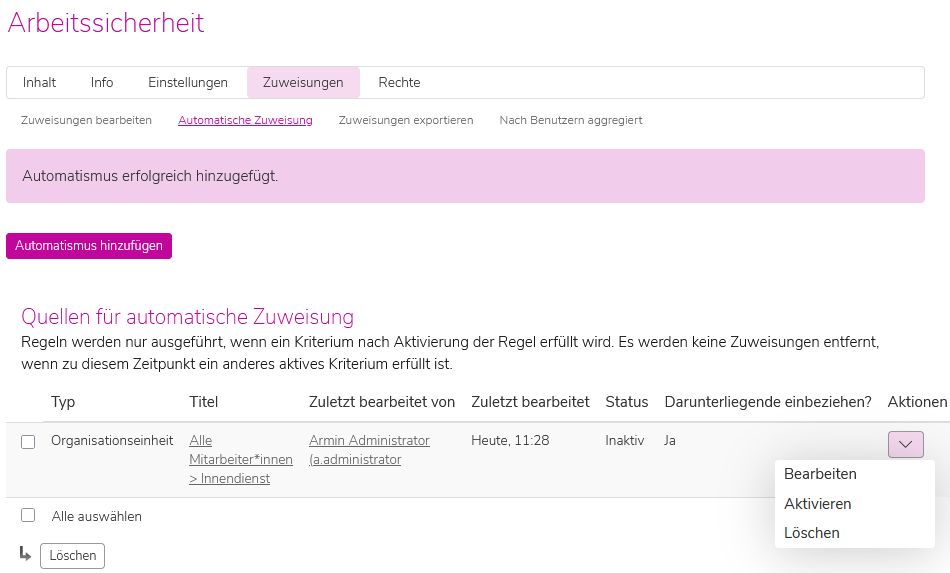 Arbeitssicherheit
Inhalt Info Einstellungen Zuweisungen Rechte
Zuweisungen bearbeiten Automatische Zuweisung Zuweisungen exportieren Nach Benutzern aggregiert
Automatismus erfolgreich hinzugefügt.
Automatismus hinzufügen
Quellen für automatische Zuweisung
Regeln werden nur ausgeführt, wenn ein Kriterium nach Aktivierung der Regel erfüllt wird. Es werden keine Zuweisungen entfernt,
wenn zu diesem Zeitpunkt ein anderes aktives Kriterium erfüllt ist.
Typ Titel Zuletzt bearbeitet von Zuletzt bearbeitet Status Darunterliegende einbeziehen? Aktionen
Organisationseinheit Alle Armin Administrator Heute, 11:28 Inaktiv Ja
Mitarbeiter*innen (a.administrator
> Innendienst
Bearbeiten
Aktivieren
Löschen
Alle auswählen
Löschen